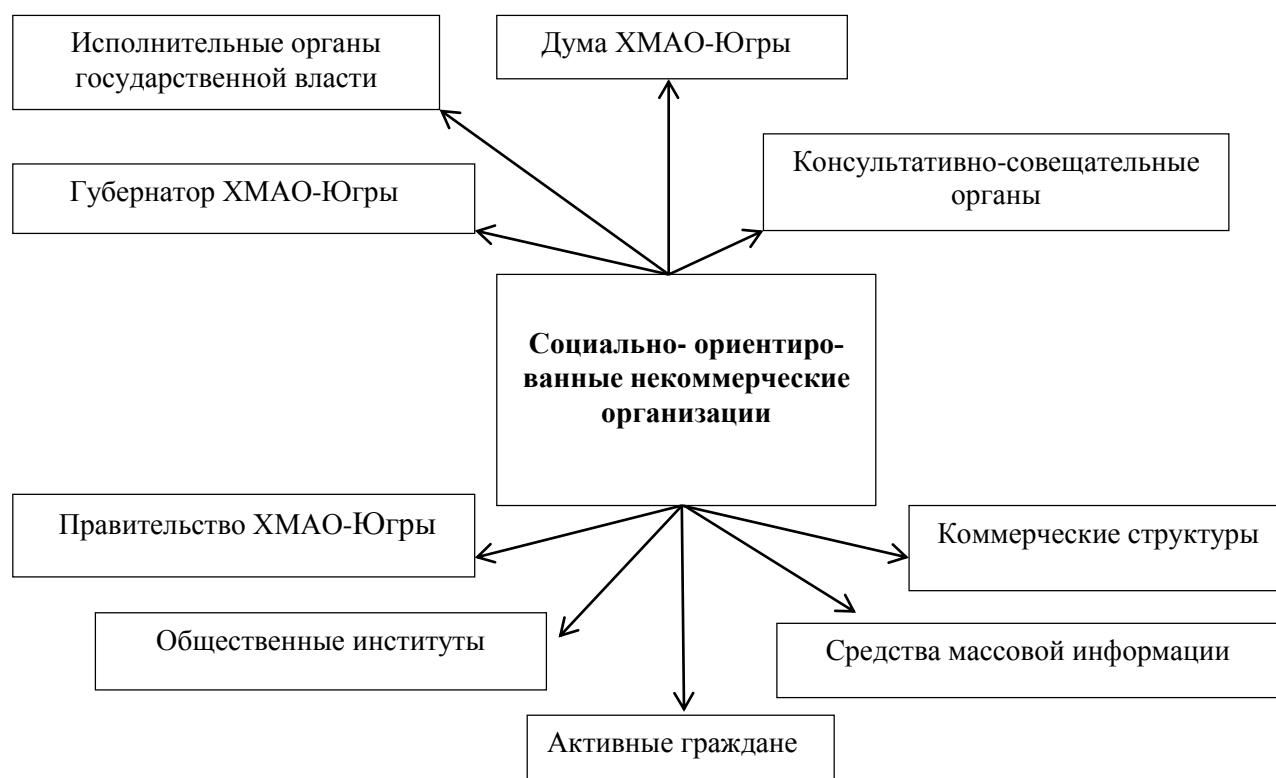 Исполнительные органы
государственной власти
Дума ХМАО-Югры
Губернатор ХМАО-Югры
Консультативно-совещательные
органы
Социально- ориентиро-
ванные некоммерческие
организации
Правительство ХМАО-Югры
Коммерческие структуры
Общественные институты
Средства массовой информации
Активные граждане